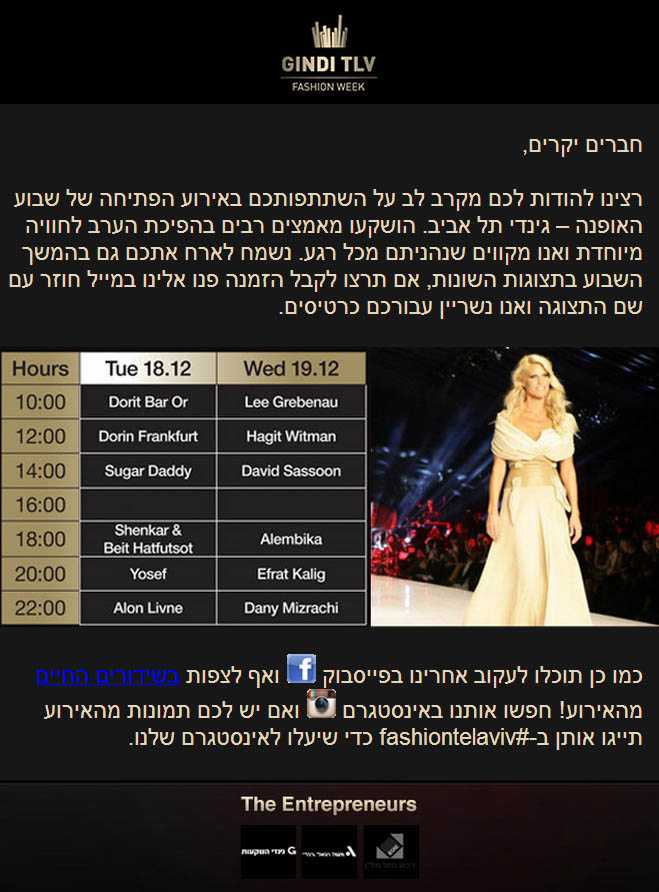 GINDI TLV
FASHION WEEK
חברים יקרים,
רצינו להודות לכם מקרב לב על השתתפותכם באירוע הפתיחה של שבוע
האופנה – גינדי תל אביב. הושקעו מאמצים רבים בהפיכת הערב לחוויה
מיוחדת ואנו מקווים שנהניתם מכל רגע. נשמח לארח אתכם גם בהמשך
השבוע בתצוגות השונות, אם תרצו לקבל הזמנה פנו אלינו במייל חוזר עם
שם התצוגה ואנו נשריין עבורכם כרטיסים.
Hours Tue 18.12 Wed 19.12
10:00 Dorit Bar Or Lee Grebenau
12:00 Dorin Frankfurt Hagit Witman
14:00 Sugar Daddy David Sassoon
16:00
18:00 Shenkar & Beit Hatfutsot Alembika
20:00 Yosef Efrat Kalig
22:00 Alon Livne Dany Mizrachi
כמו כן תוכלו לעקוב אחרינו בפייסבוק f ואף לצפות בשידורים החיים
מהאירוע! חפשו אותנו באינסטגרם ואם יש לכם תמונות מהאירוע
תייגו אותן ב-#fashiontelaviv כדי שיעלו לאינסטגרם שלנו.
The Entrepreneurs
G גינדי השקעות